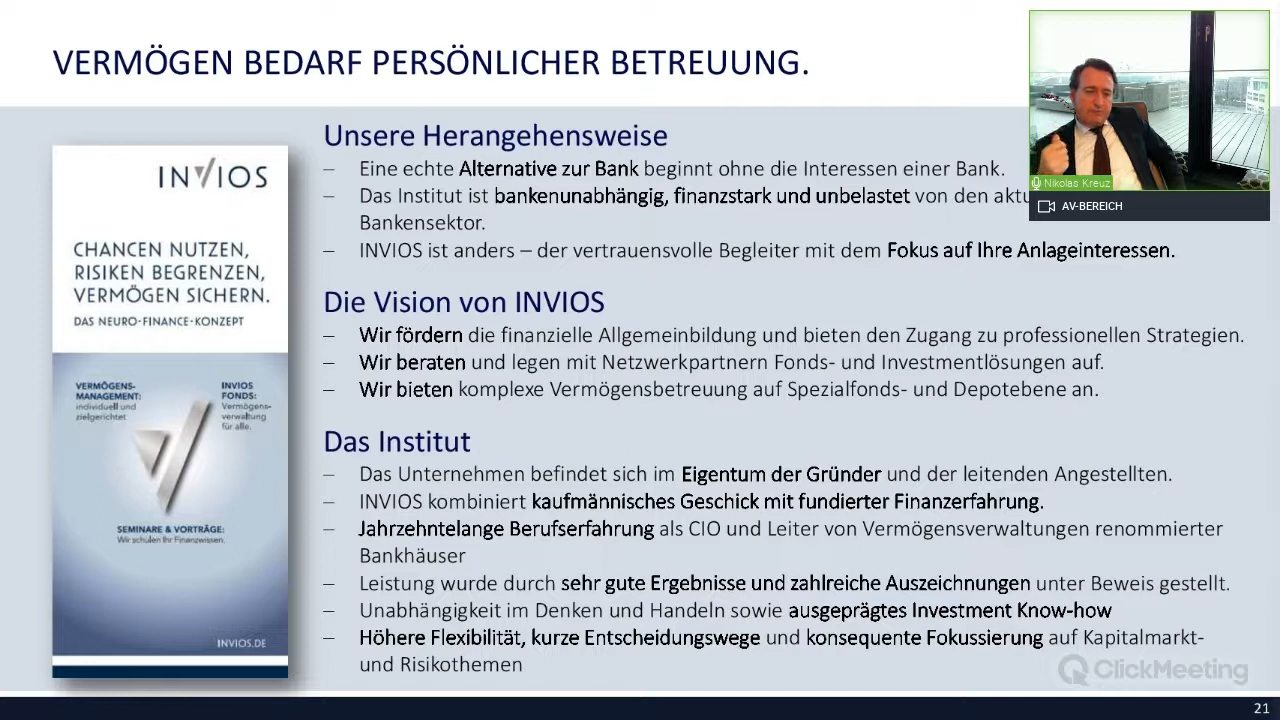 VERMÖGEN BEDARF PERSÖNLICHER BETREUUNG.
INVIOS
CHANCEN NUTZEN,
RISIKEN BEGRENZEN,
VERMÖGEN SICHERN.
DAS NEURO-FINANCE-KONZEPT
VERMÖGENS-
MANAGEMENT:
individuell und
zielgerichtet
INVIOS
FONDS:
Vermögens-
verwaltung
für alle.
SEMINARE & VORTRÄGE:
Wir schulen Ihr Finanzwissen.
INVIOS.DE
Unsere Herangehensweise
– Eine echte Alternative zur Bank beginnt ohne die Interessen einer Bank.
– Das Institut ist bankenunabhängig, finanzstark und unbelastet von den aktu
Bankensektor.
– INVIOS ist anders – der vertrauensvolle Begleiter mit dem Fokus auf Ihre Anlageinteressen.
Die Vision von INVIOS
– Wir fördern die finanzielle Allgemeinbildung und bieten den Zugang zu professionellen Strategien.
– Wir beraten und legen mit Netzwerkpartnern Fonds- und Investmentlösungen auf.
– Wir bieten komplexe Vermögensbetreuung auf Spezialfonds- und Depotebene an.
Das Institut
– Das Unternehmen befindet sich im Eigentum der Gründer und der leitenden Angestellten.
– INVIOS kombiniert kaufmännisches Geschick mit fundierter Finanzerfahrung.
– Jahrzehntelange Berufserfahrung als CIO und Leiter von Vermögensverwaltungen renommierter
Bankhäuser
– Leistung wurde durch sehr gute Ergebnisse und zahlreiche Auszeichnungen unter Beweis gestellt.
– Unabhängigkeit im Denken und Handeln sowie ausgeprägtes Investment Know-how
– Höhere Flexibilität, kurze Entscheidungswege und konsequente Fokussierung auf Kapitalmarkt-
und Risikothemen
Nikolas Kreuz
AV-BEREICH
ClickMeeting
21